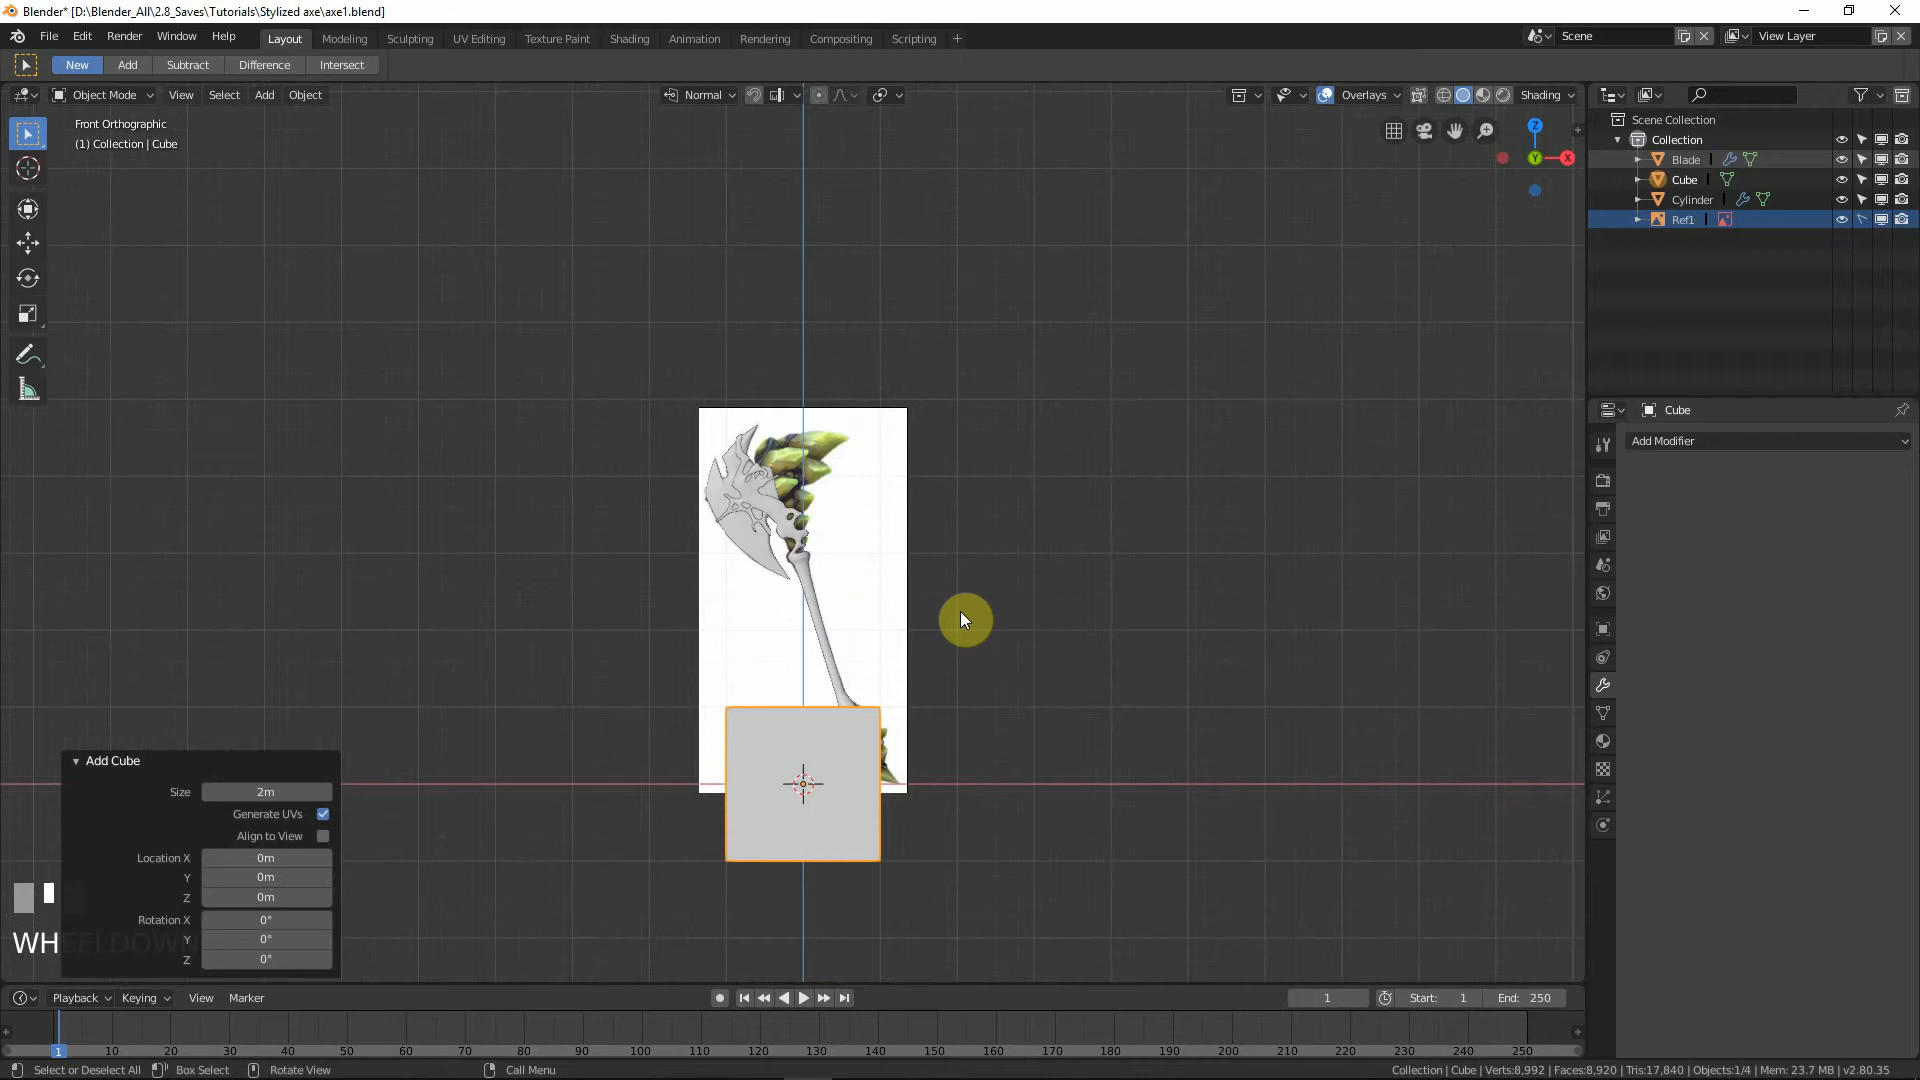 Blender* [D:\Blender_All\2.8_Saves\Tutorials\Stylized axe\axe1.blend]
File Edit Render Window Help Layout Modeling Sculpting UV Editing Texture Paint Shading Animation Rendering Compositing Scripting Scene View Layer
New Add Subtract Difference Intersect
Object Mode View Select Add Object Normal Overlays Shading
Front Orthographic
(1) Collection | Cube
Z
Y X
Scene Collection
Collection
Blade
Cube
Cylinder
Ref1
Cube
Add Modifier
Add Cube
Size 2m
Generate UVs
Align to View
Location X 0m
Y 0m
Z 0m
Rotation X 0°
Y 0°
Z 0°
WHEELDOWN
Playback Keying View Marker 1 Start: 1 End: 250
1 10 20 30 40 50 60 70 80 90 100 110 120 130 140 150 160 170 180 190 200 210 220 230 240 250
Select or Deselect All Box Select Rotate View Call Menu Collection | Cube | Verts:8,992 | Faces:8,920 | Tris:17,840 | Objects:1/4 | Mem: 23.7 MB | v2.80.35